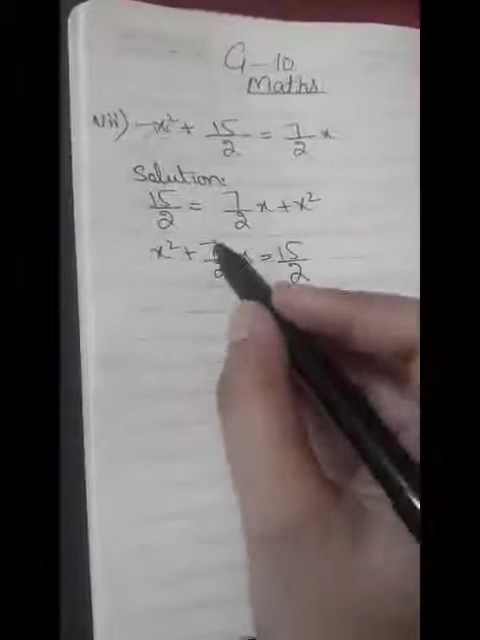 G-10
Maths
viii) -x² + 15/2 = 7/2 x
Solution:
15/2 = 7/2 x + x²
x² + 7/2 x = 15/2